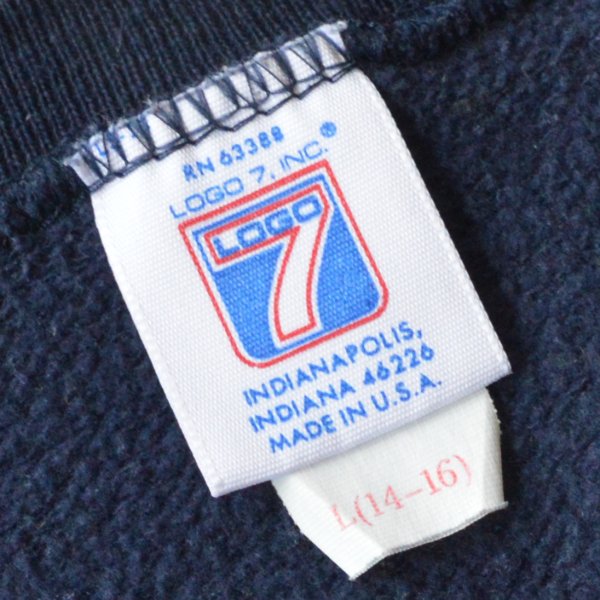 RN 63388
LOGO 7, INC.®
LOGO
7
INDIANAPOLIS,
INDIANA 46226
MADE IN U.S.A.
L(14-16)